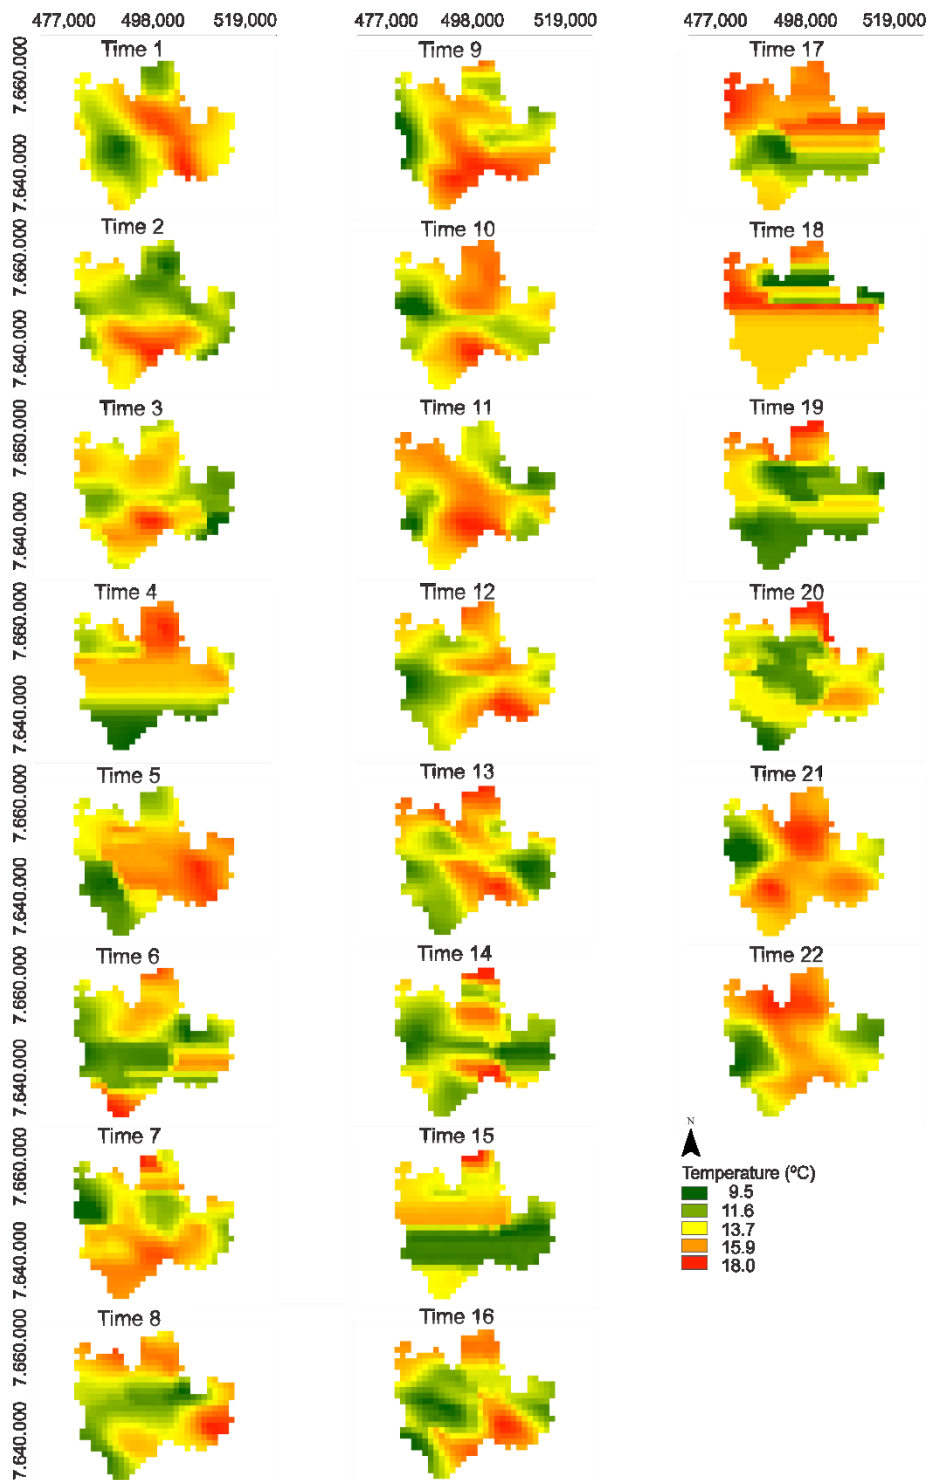 477,000 498,000 519,000
477,000 498,000 519,000
477,000 498,000 519,000
Time 1
Time 9
Time 17
7.660.000
7.640.000
Time 2
Time 10
Time 18
7.660.000
7.640.000
Time 3
Time 11
Time 19
7.660.000
7.640.000
Time 4
Time 12
Time 20
7.660.000
7.640.000
Time 5
Time 13
Time 21
7.660.000
7.640.000
Time 6
Time 14
Time 22
7.660.000
7.640.000
Time 7
Time 15
7.660.000
7.640.000
N
Temperature (ºC)
9.5
11.6
13.7
15.9
18.0
Time 8
Time 16
7.660.000
7.640.000